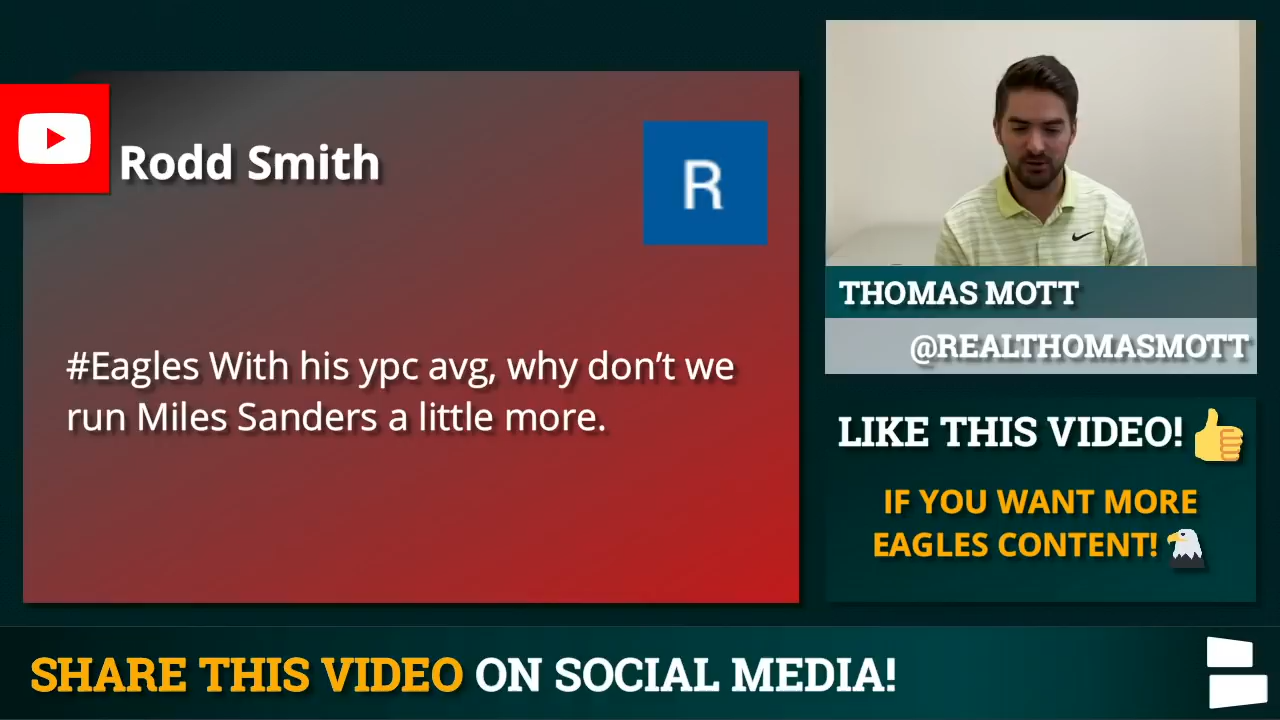 Rodd Smith
R
#Eagles With his ypc avg, why don’t we
run Miles Sanders a little more.
THOMAS MOTT
@REALTHOMASMOTT
LIKE THIS VIDEO!
IF YOU WANT MORE
EAGLES CONTENT!
SHARE THIS VIDEO ON SOCIAL MEDIA!